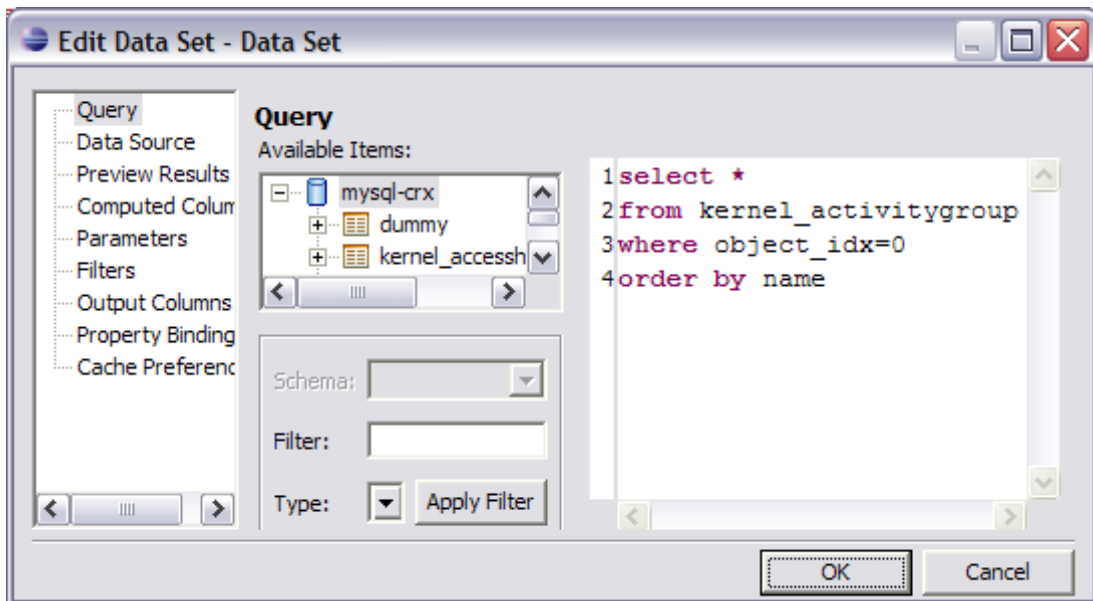 Edit Data Set - Data Set
Query
Data Source
Preview Results
Computed Colum
Parameters
Filters
Output Columns
Property Binding
Cache Preferenc
Query
Available Items:
mysql-crx
dummy
kernel_accessh
Schema:
Filter:
Type:
Apply Filter
1select *
2from kernel_activitygroup
3where object_idx=0
4order by name
OK
Cancel